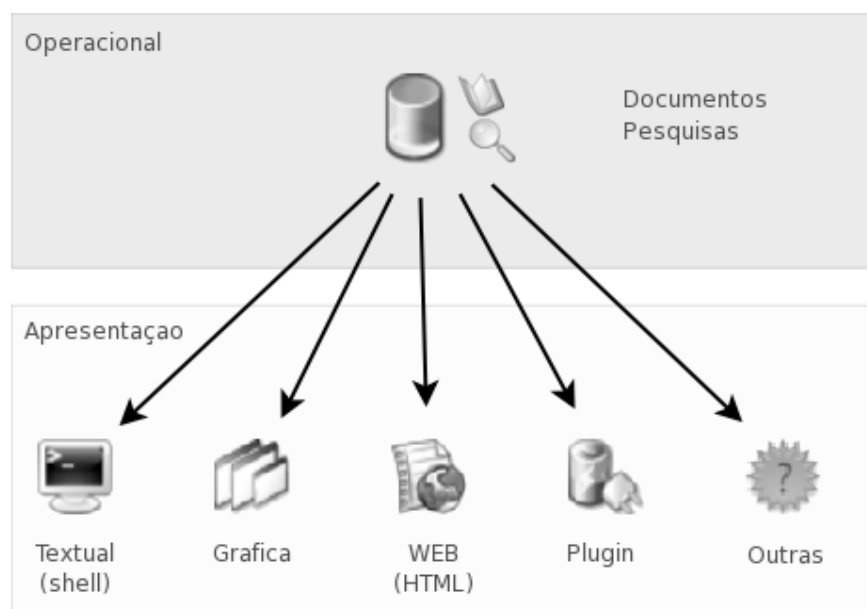 Operacional
Documentos
Pesquisas
Apresentaçao
>_
Textual
(shell)
Grafica
WEB
(HTML)
Plugin
?
Outras